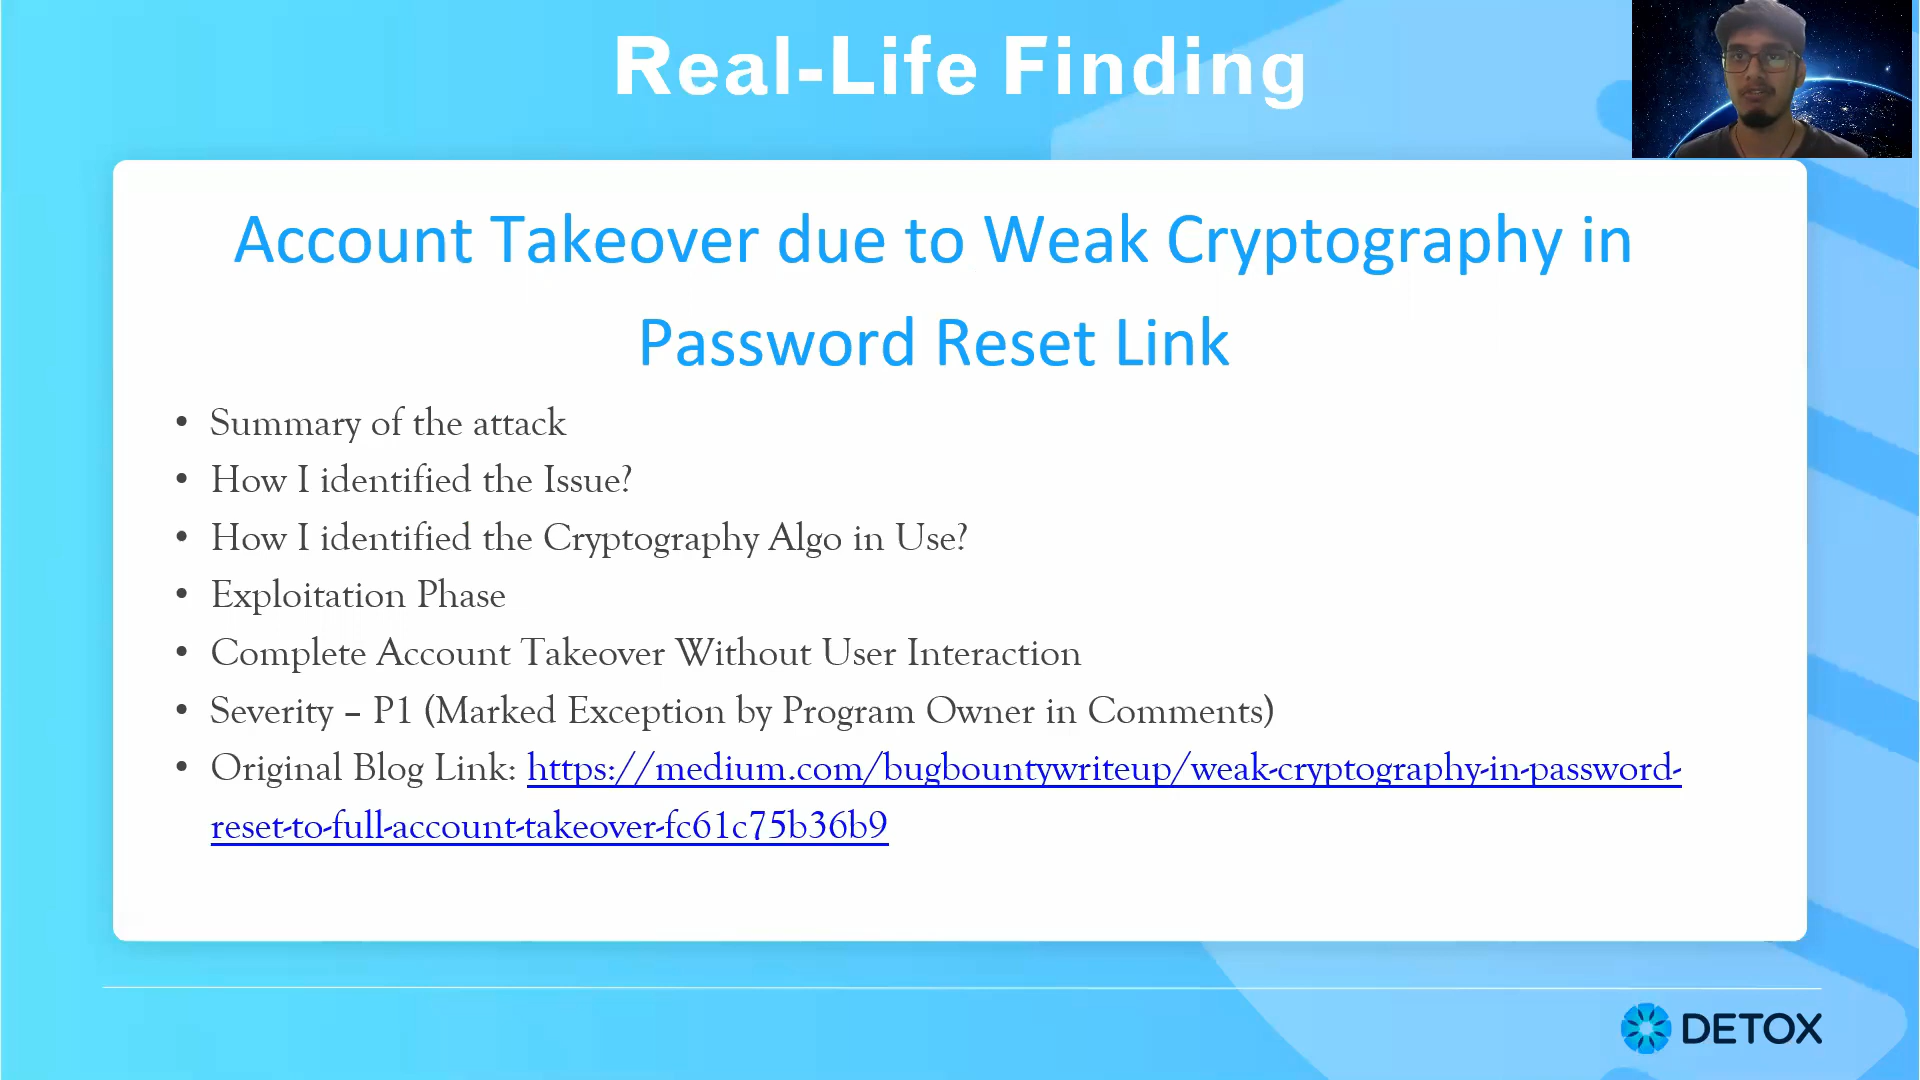 Real-Life Finding
Account Takeover due to Weak Cryptography in
Password Reset Link
• Summary of the attack
• How I identified the Issue?
• How I identified the Cryptography Algo in Use?
• Exploitation Phase
• Complete Account Takeover Without User Interaction
• Severity – P1 (Marked Exception by Program Owner in Comments)
• Original Blog Link: https://medium.com/bugbountywriteup/weak-cryptography-in-password-
reset-to-full-account-takeover-fc61c75b36b9
DETOX